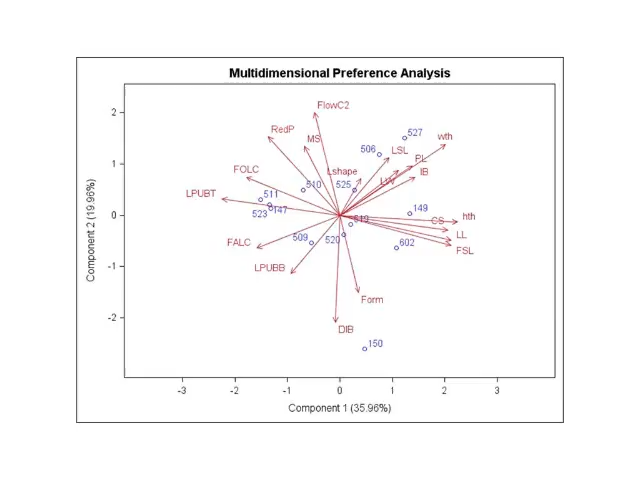 Multidimensional Preference Analysis
FlowC2
RedP
MS
527
wth
506
LSL
PL
FOLC
Lshape
IB
LW
510
525
LPUBT
511
523
147
149
CS
hth
519
LL
509
520
FALC
602
FSL
LPUBB
Form
DIB
150
2
1
0
-1
-2
Component 2 (19.96%)
-3
-2
-1
0
1
2
3
Component 1 (35.96%)